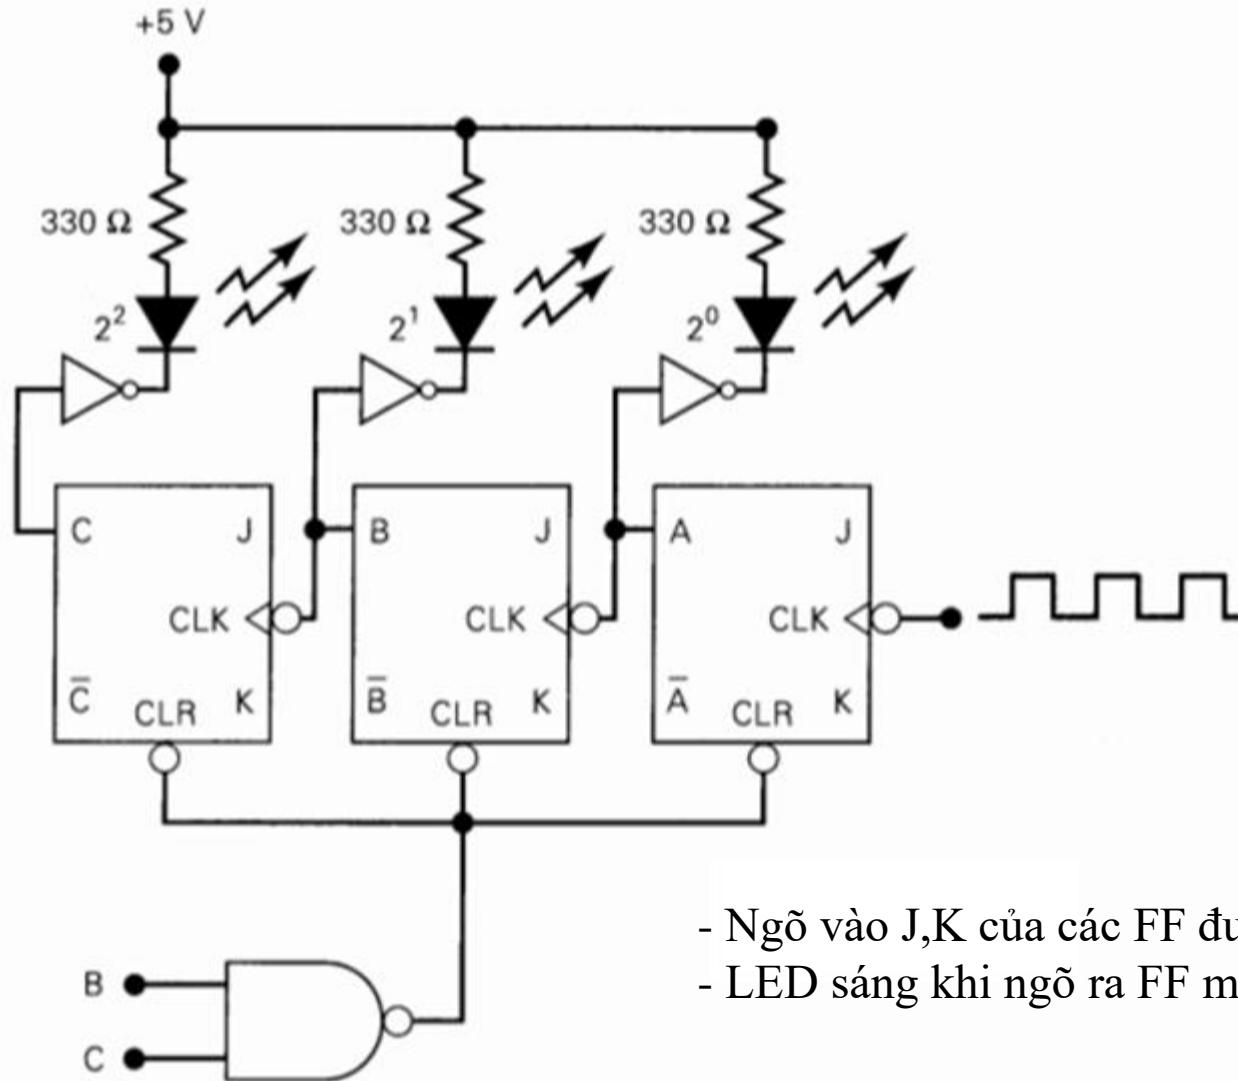 +5 V
330 Ω 330 Ω 330 Ω
2² 2¹ 2⁰
C J B J A J
CLK CLK CLK
C̅ K B̅ K A̅ K
CLR CLR CLR
- Ngõ vào J,K của các FF
- LED sáng khi ngõ ra FF
B
C